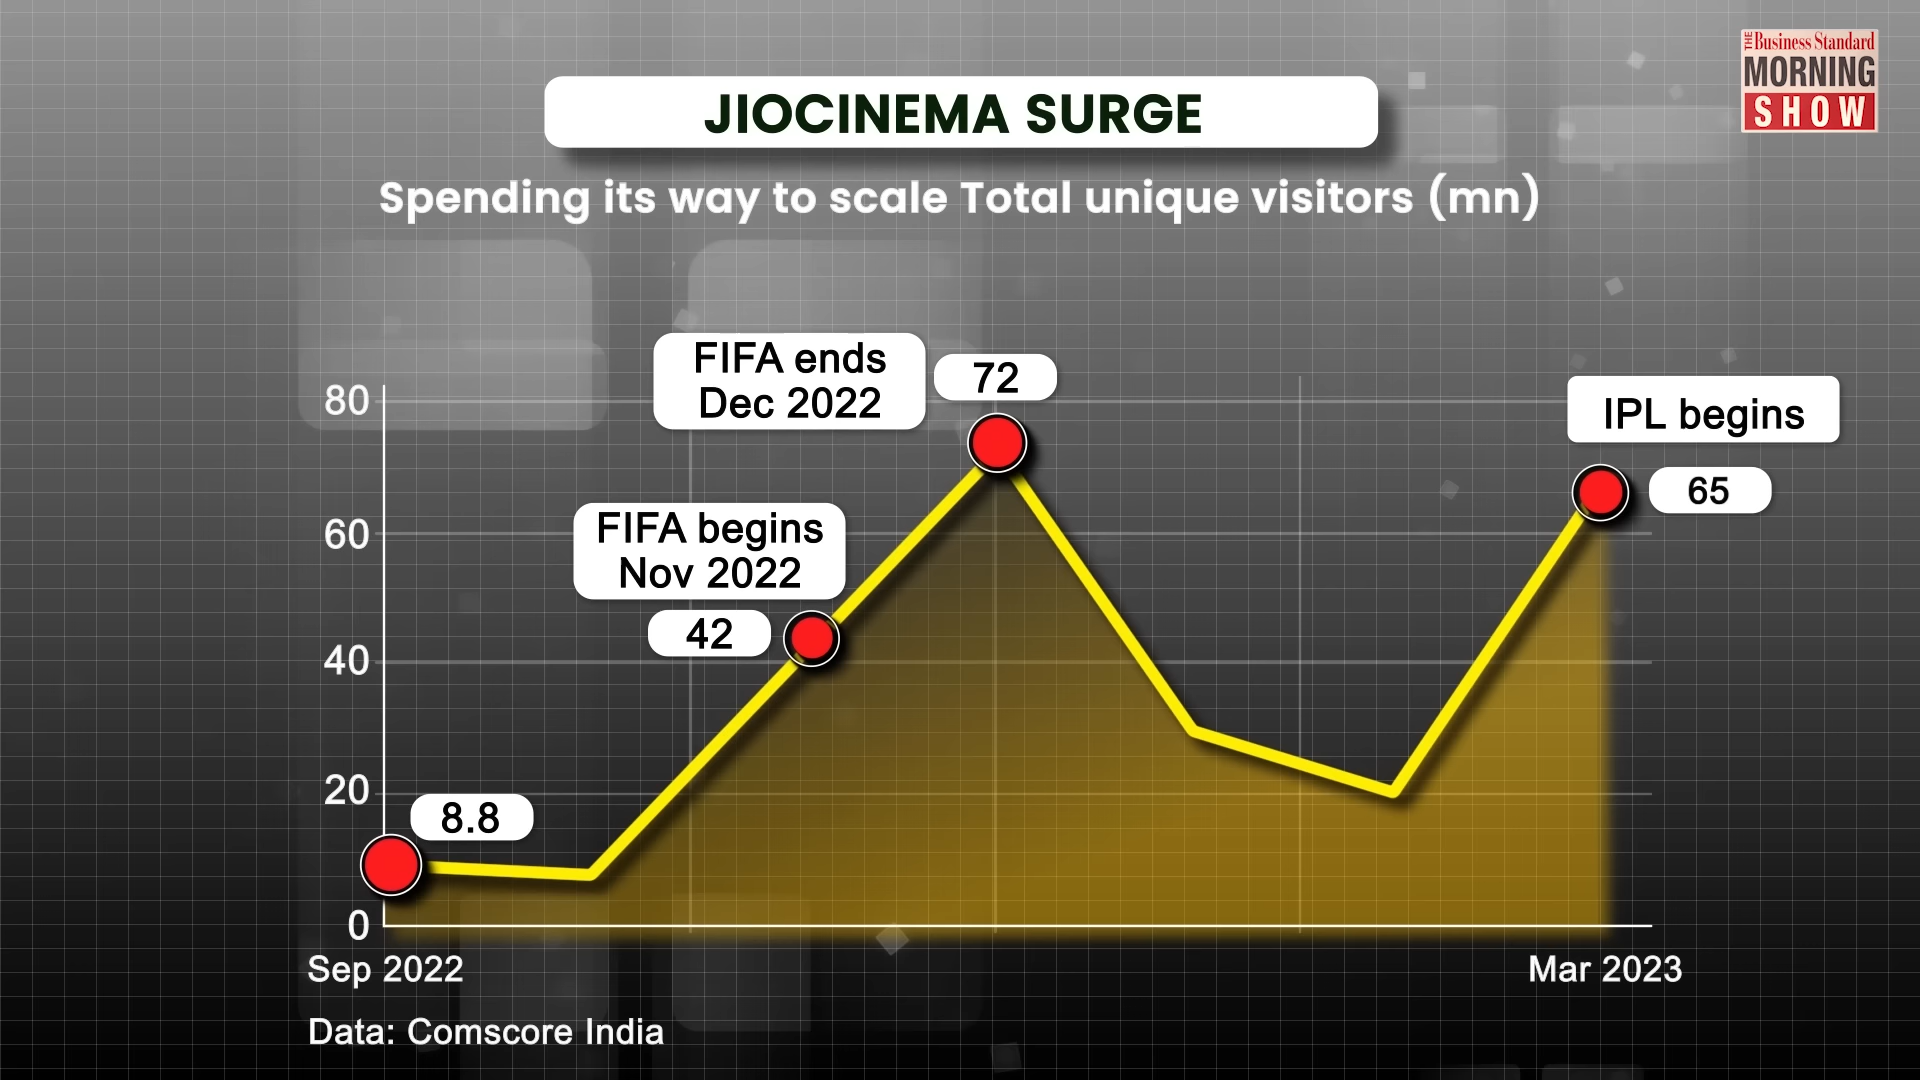 THE Business Standard
MORNING
SHOW
JIOCINEMA SURGE
Spending its way to scale Total unique visitors (mn)
FIFA ends
Dec 2022
72
IPL begins
65
FIFA begins
Nov 2022
42
8.8
80
60
40
20
0
Sep 2022
Mar 2023
Data: Comscore India